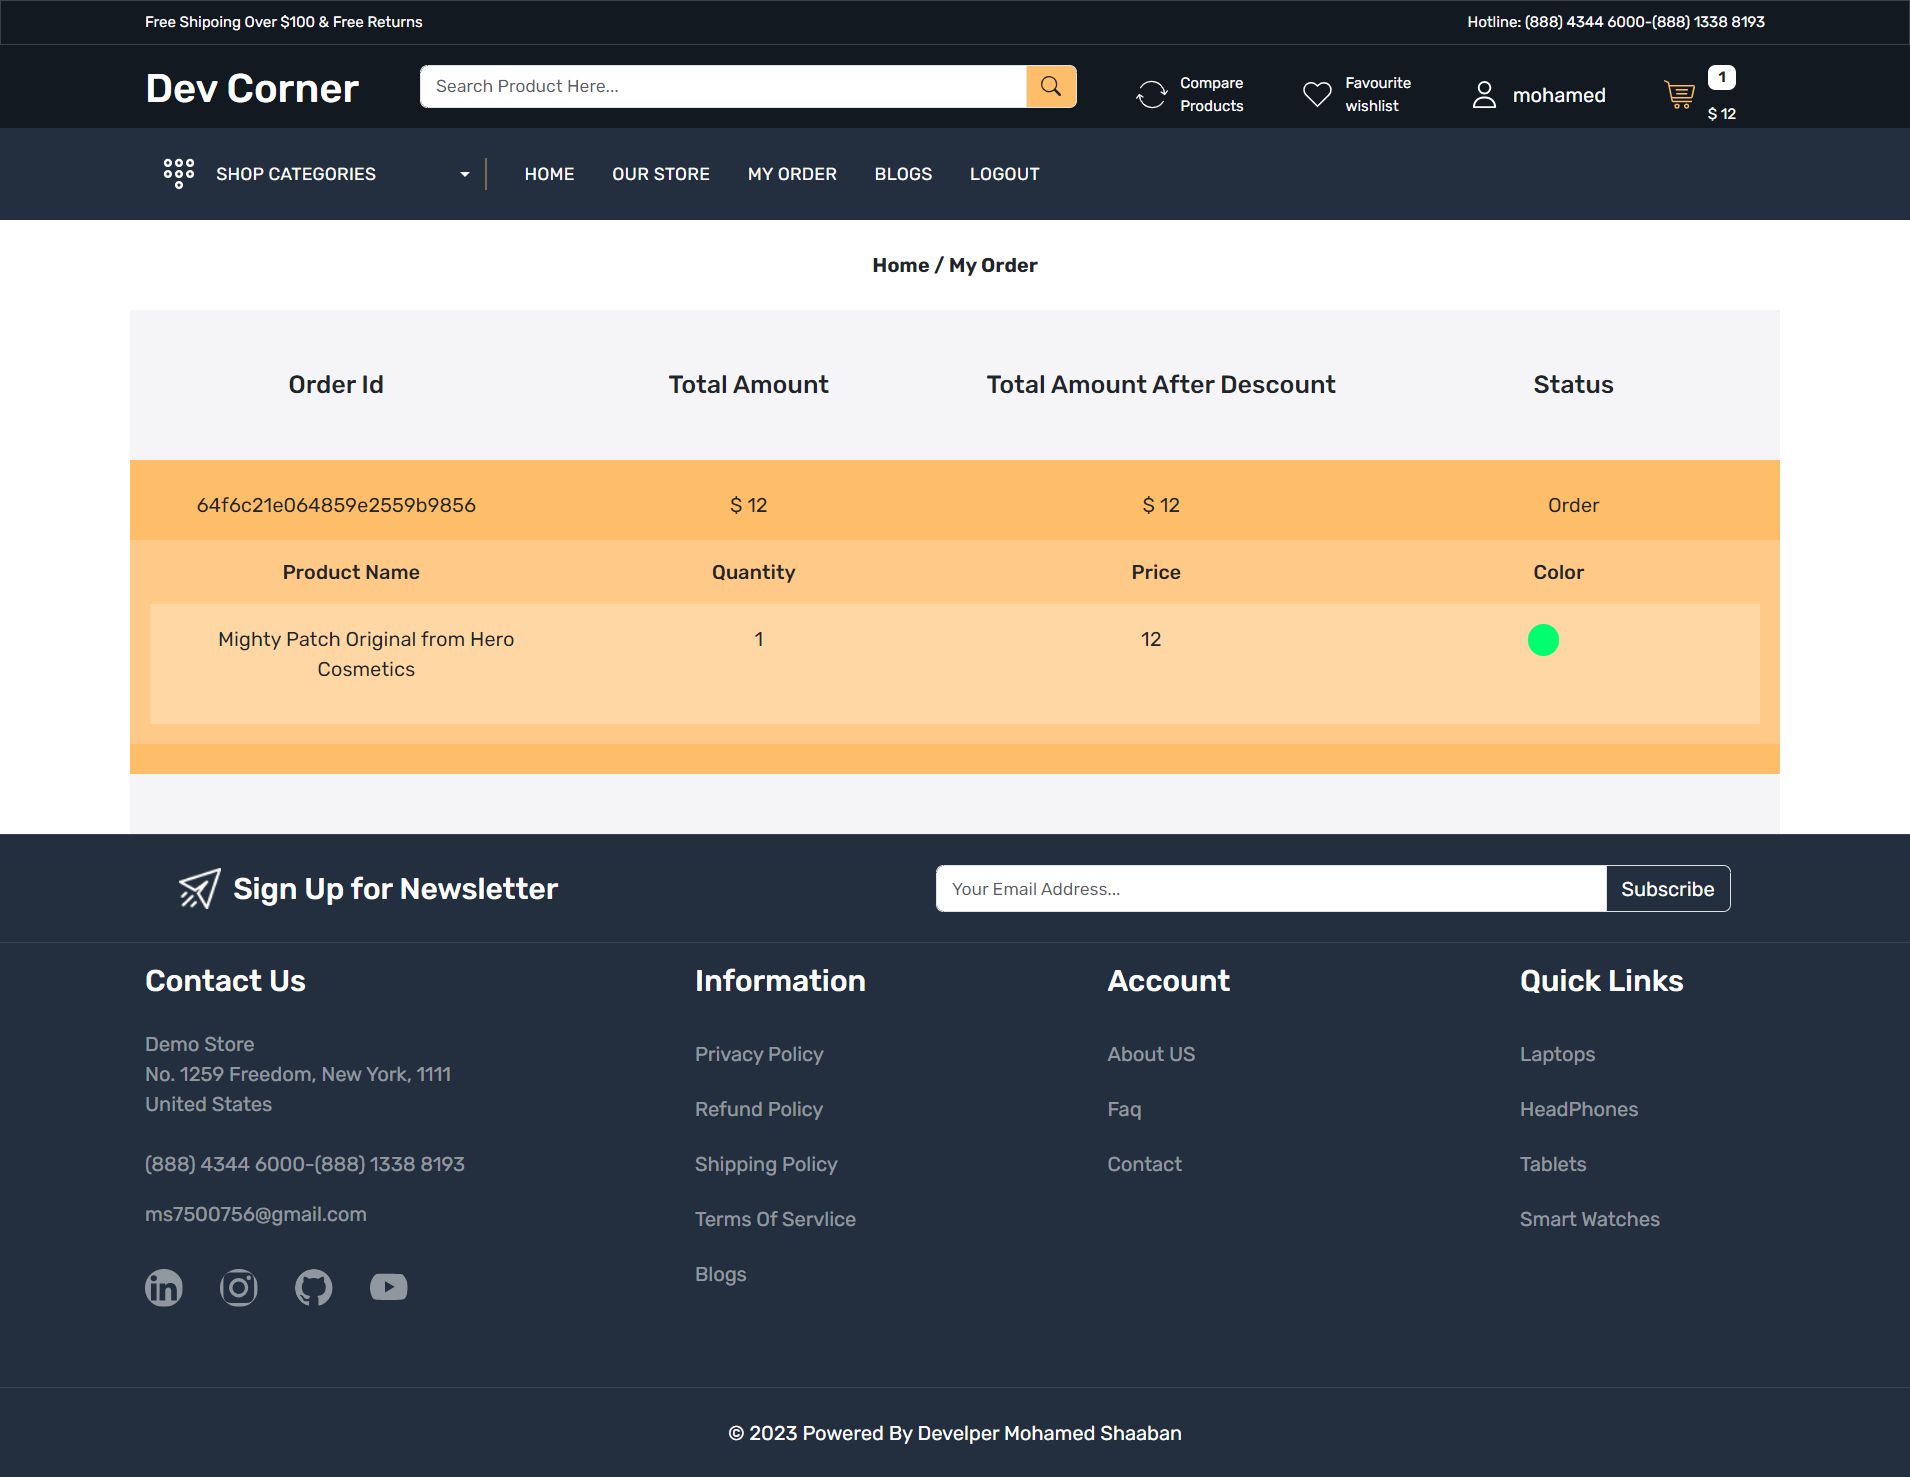 Free Shipoing Over $100 & Free Returns
Hotline: (888) 4344 6000-(888) 1338 8193
Dev Corner
Search Product Here...
Compare
Products
Favourite
wishlist
mohamed
1
$ 12
SHOP CATEGORIES
HOME
OUR STORE
MY ORDER
BLOGS
LOGOUT
Home / My Order
Order Id
Total Amount
Total Amount After Descount
Status
64f6c21e064859e2559b9856
$ 12
$ 12
Order
Product Name
Quantity
Price
Color
Mighty Patch Original from Hero
Cosmetics
1
12
Sign Up for Newsletter
Your Email Address...
Subscribe
Contact Us
Demo Store
No. 1259 Freedom, New York, 1111
United States
(888) 4344 6000-(888) 1338 8193
ms7500756@gmail.com
Information
Privacy Policy
Refund Policy
Shipping Policy
Terms Of Servlice
Blogs
Account
About US
Faq
Contact
Quick Links
Laptops
HeadPhones
Tablets
Smart Watches
© 2023 Powered By Develper Mohamed Shaaban